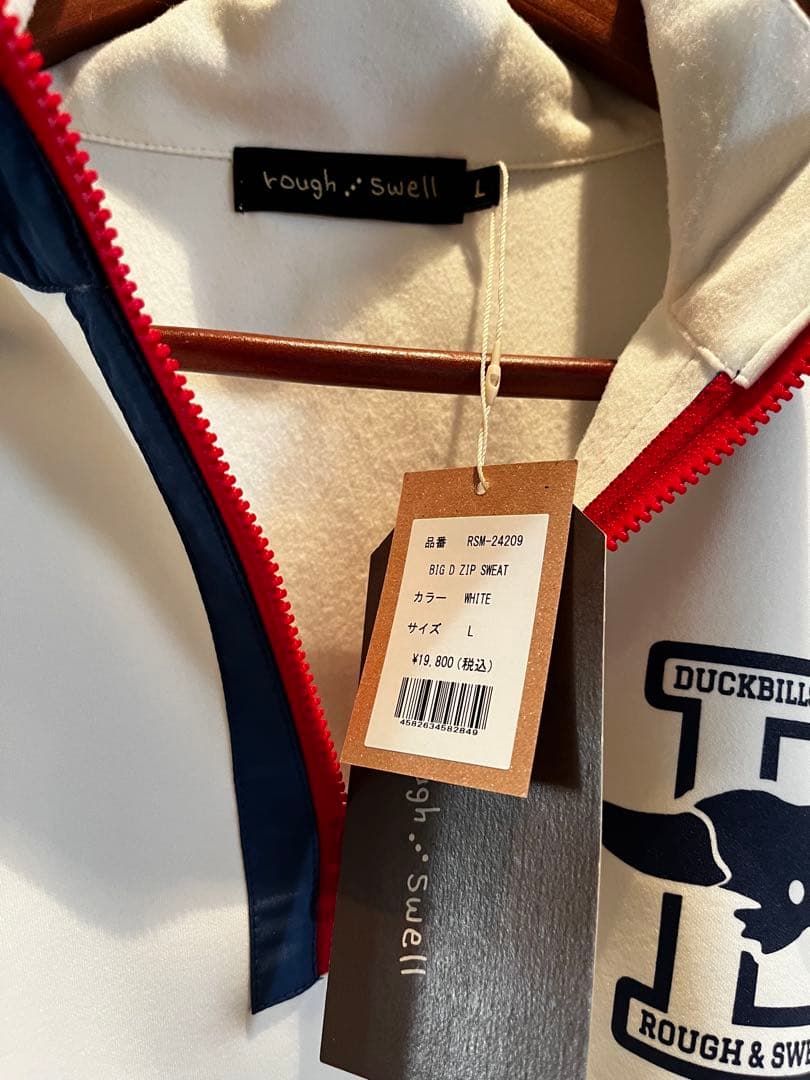 rough ⋰ swell L
品番 RSM-24209
BIG D ZIP SWEAT
カラー WHITE
サイズ L
¥19,800(税込)
4582634582849
ugh ⋰ swell
DUCKBILLS
ROUGH & SWE